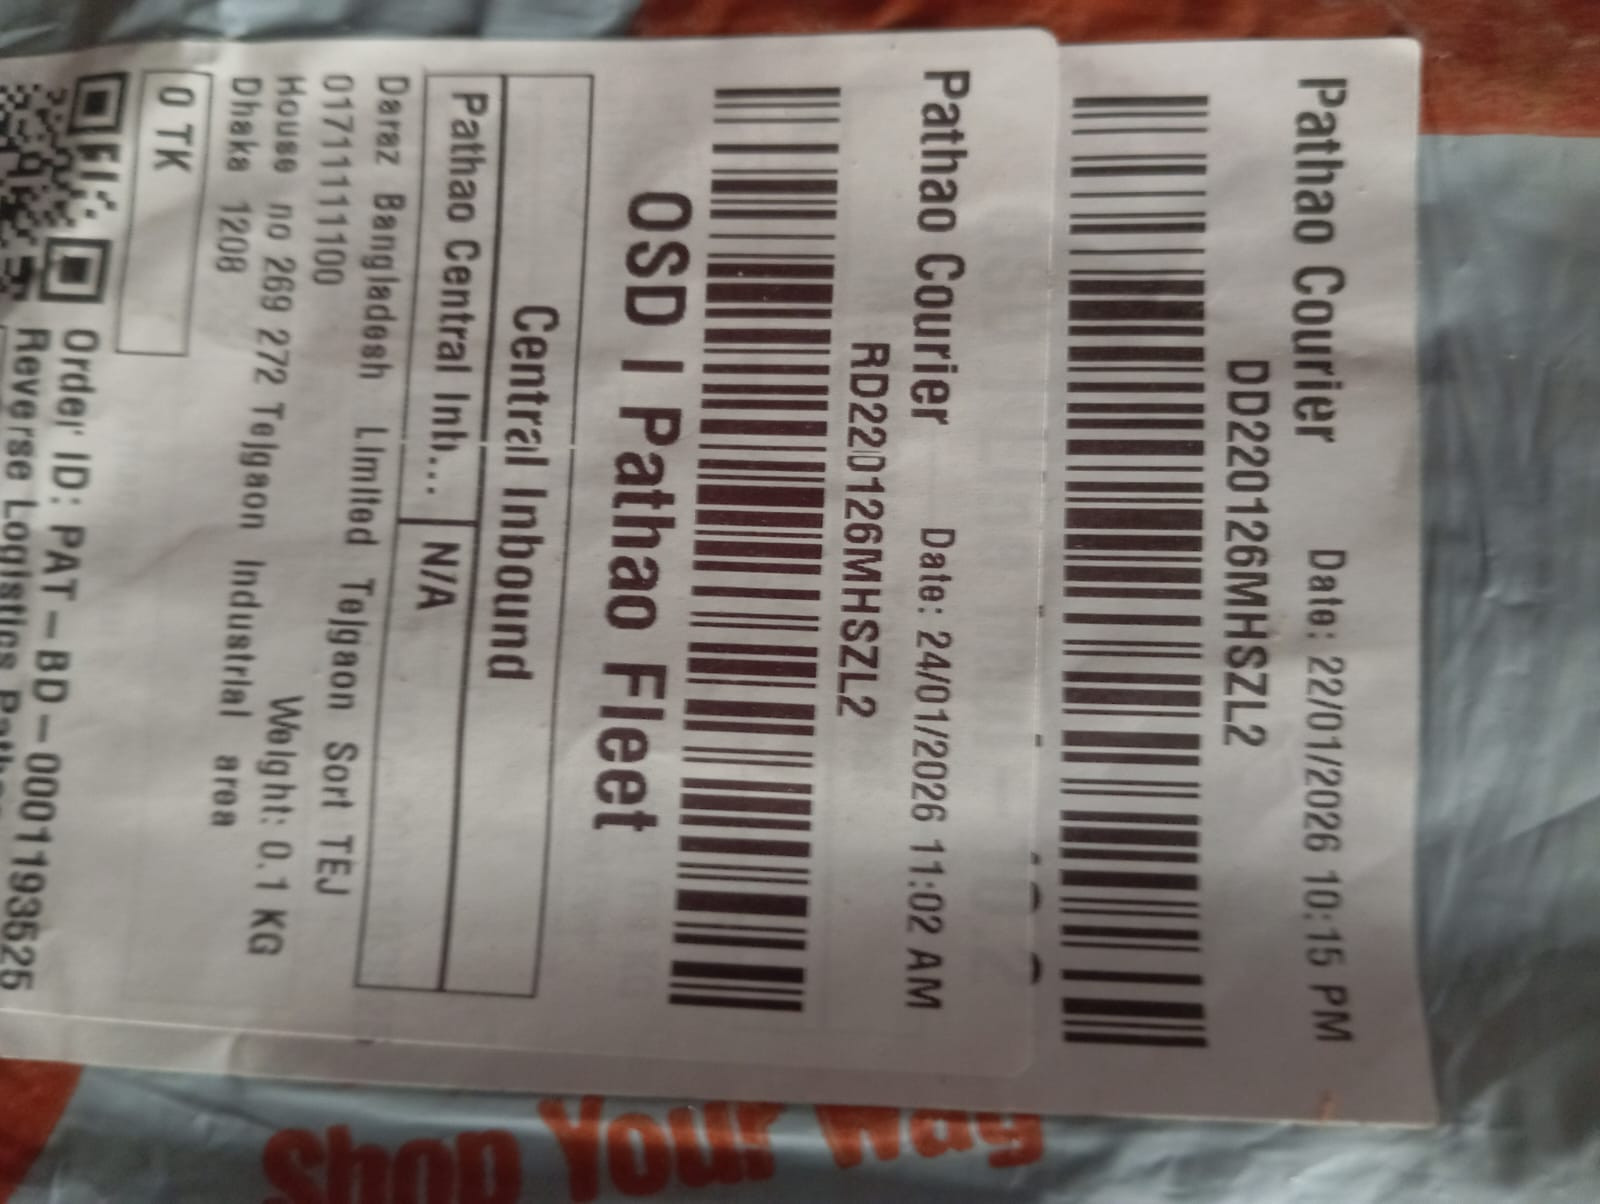 Pathao Courier Date: 22/01/2026 10:15 PM
DD220126MHSZL2
Pathao Courier Date: 24/01/2026 11:02 AM
RD220126MHSZL2
OSD | Pathao Fleet
Central Inbound
Pathao Central Inb... N/A
Daraz Bangladesh Limited Tejgaon Sort TEJ
01711111100
House no 269 272 Tejgaon Industrial area
Dhaka 1208
Weight: 0.1 KG
0 TK
Order ID: PAT-BD-0001193525
Reverse Logistics
Shop Your Way